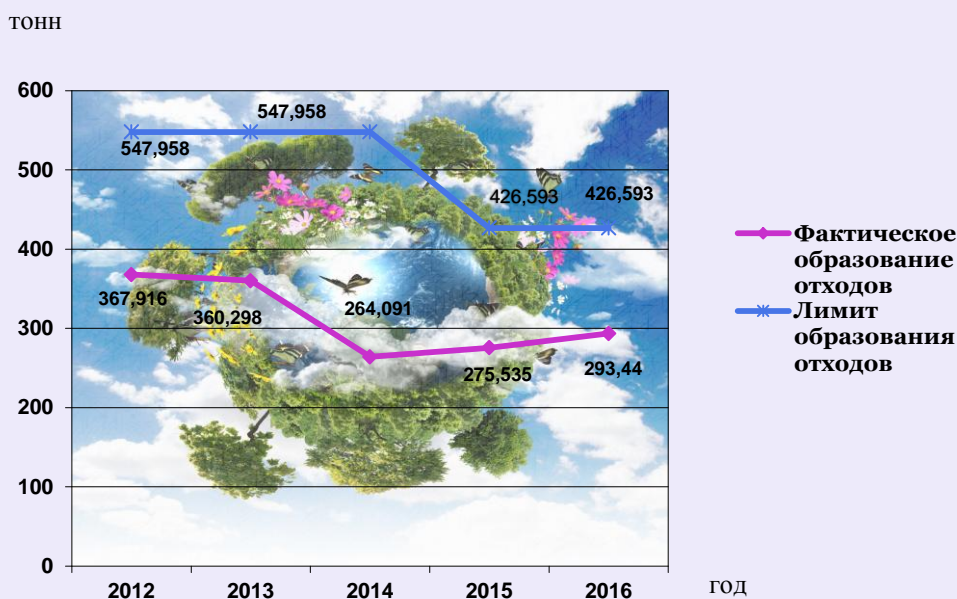 тонн
600
500
400
300
200
100
0
547,958
547,958
426,593
426,593
367,916
360,298
264,091
275,535
293,44
2012 2013 2014 2015 2016
год
Фактическое
образование
отходов
Лимит
образования
отходов